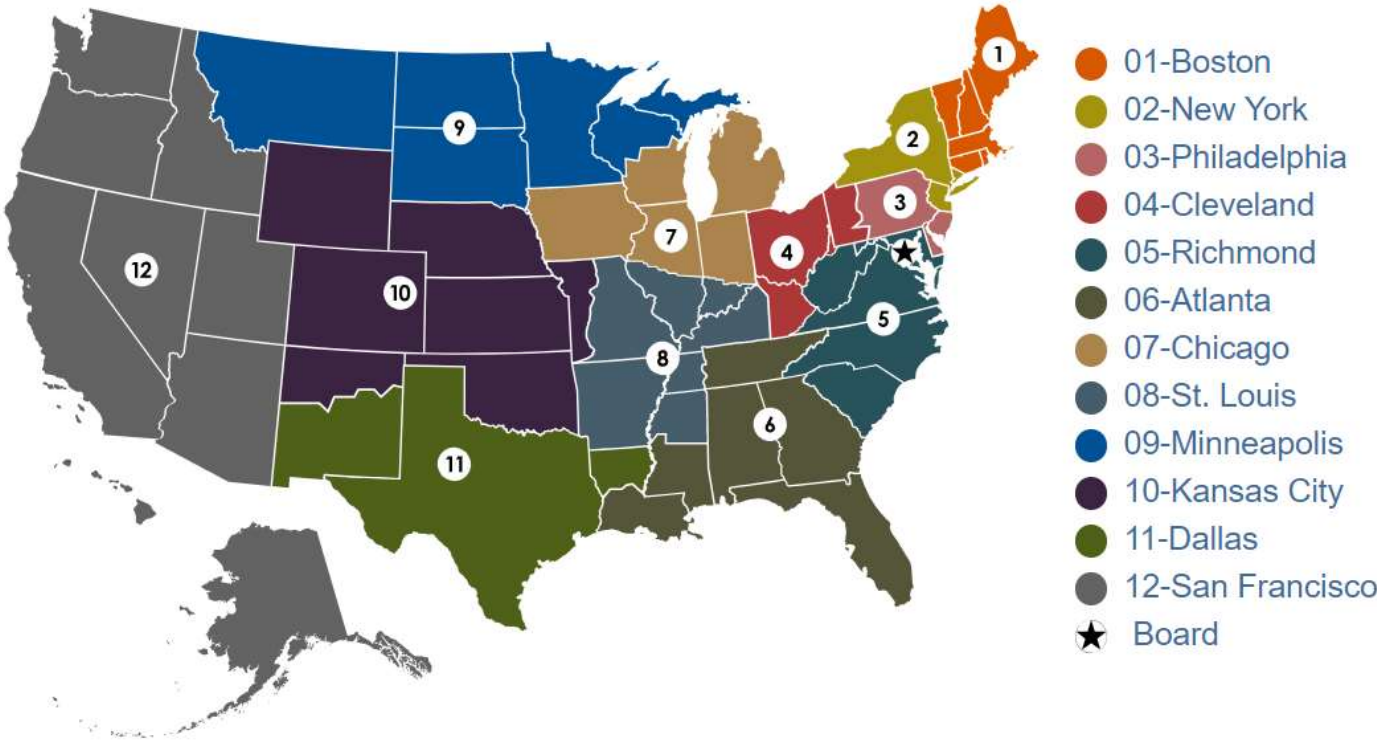 1
2
3
4
5
6
7
8
9
10
11
12
01-Boston
02-New York
03-Philadelphia
04-Cleveland
05-Richmond
06-Atlanta
07-Chicago
08-St. Louis
09-Minneapolis
10-Kansas City
11-Dallas
12-San Francisco
Board